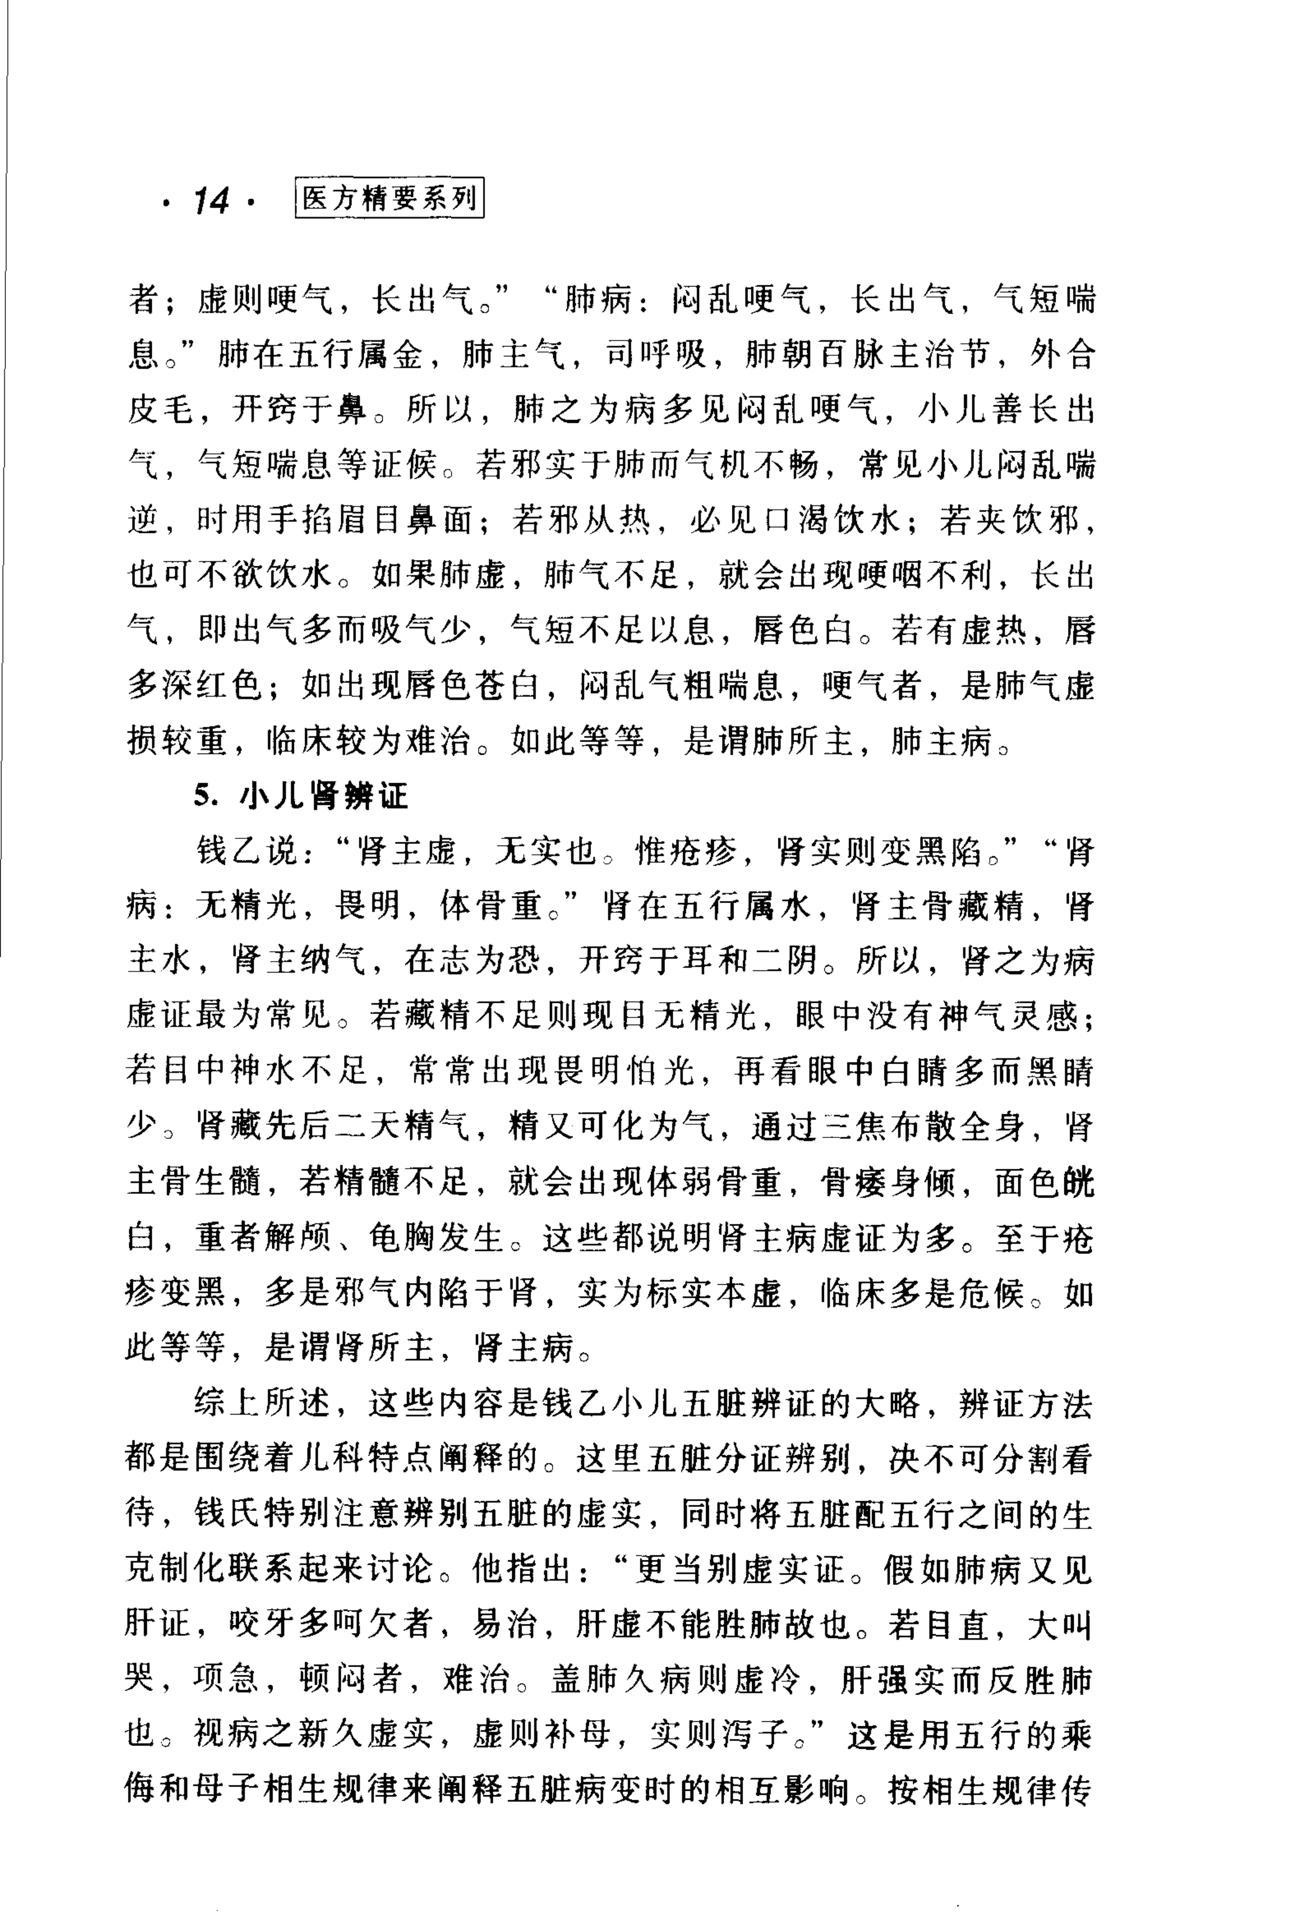 · 14 · 医方精要系列
者；虚则哽气，长出气。”“肺病：闷乱哽气，长出气，气短喘
息。”肺在五行属金，肺主气，司呼吸，肺朝百脉主治节，外合
皮毛，开窍于鼻。所以，肺之为病多见闷乱哽气，小儿善长出
气，气短喘息等证候。若邪实于肺而气机不畅，常见小儿闷乱喘
逆，时用手掐眉目鼻面；若邪从热，必见口渴饮水；若夹饮邪，
也可不欲饮水。如果肺虚，肺气不足，就会出现哽咽不利，长出
气，即出气多而吸气少，气短不足以息，唇色白。若有虚热，唇
多深红色；如出现唇色苍白，闷乱气粗喘息，哽气者，是肺气虚
损较重，临床较为难治。如此等等，是谓肺所主，肺主病。
5. 小儿肾辨证
钱乙说：“肾主虚，无实也。惟疮疹，肾实则变黑陷。”“肾
病：无精光，畏明，体骨重。”肾在五行属水，肾主骨藏精，肾
主水，肾主纳气，在志为恐，开窍于耳和二阴。所以，肾之为病
虚证最为常见。若藏精不足则现目无精光，眼中没有神气灵感；
若目中神水不足，常常出现畏明怕光，再看眼中白睛多而黑睛
少。肾藏先后二天精气，精又可化为气，通过三焦布散全身，肾
主骨生髓，若精髓不足，就会出现体弱骨重，骨痿身倾，面色㿠
白，重者解颅、龟胸发生。这些都说明肾主病虚证为多。至于疮
疹变黑，多是邪气内陷于肾，实为标实本虚，临床多是危候。如
此等等，是谓肾所主，肾主病。
综上所述，这些内容是钱乙小儿五脏辨证的大略，辨证方法
都是围绕着儿科特点阐释的。这里五脏分证辨别，决不可分割看
待，钱氏特别注意辨别五脏的虚实，同时将五脏配五行之间的生
克制化联系起来讨论。他指出：“更当别虚实证。假如肺病又见
肝证，咬牙多呵欠者，易治，肝虚不能胜肺故也。若目直，大叫
哭，项急，顿闷者，难治。盖肺久病则虚冷，肝强实而反胜肺
也。视病之新久虚实，虚则补母，实则泻子。”这是用五行的乘
侮和母子相生规律来阐释五脏病变时的相互影响。按相生规律传